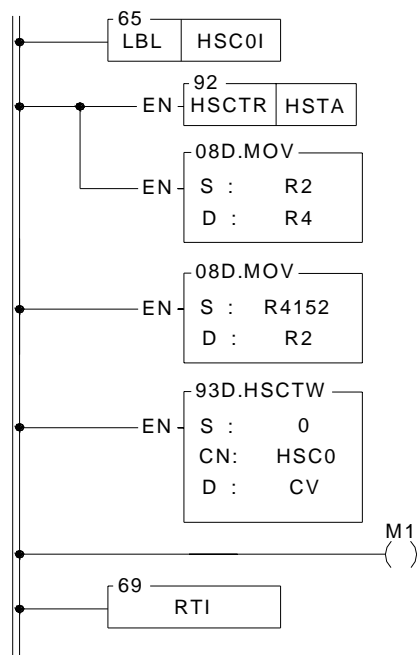 65
LBL HSC0I
92
EN HSCTR HSTA
08D.MOV
EN S : R2
D : R4
08D.MOV
EN S : R4152
D : R2
93D.HSCTW
EN S : 0
CN: HSC0
D : CV
M1
( )
69
RTI